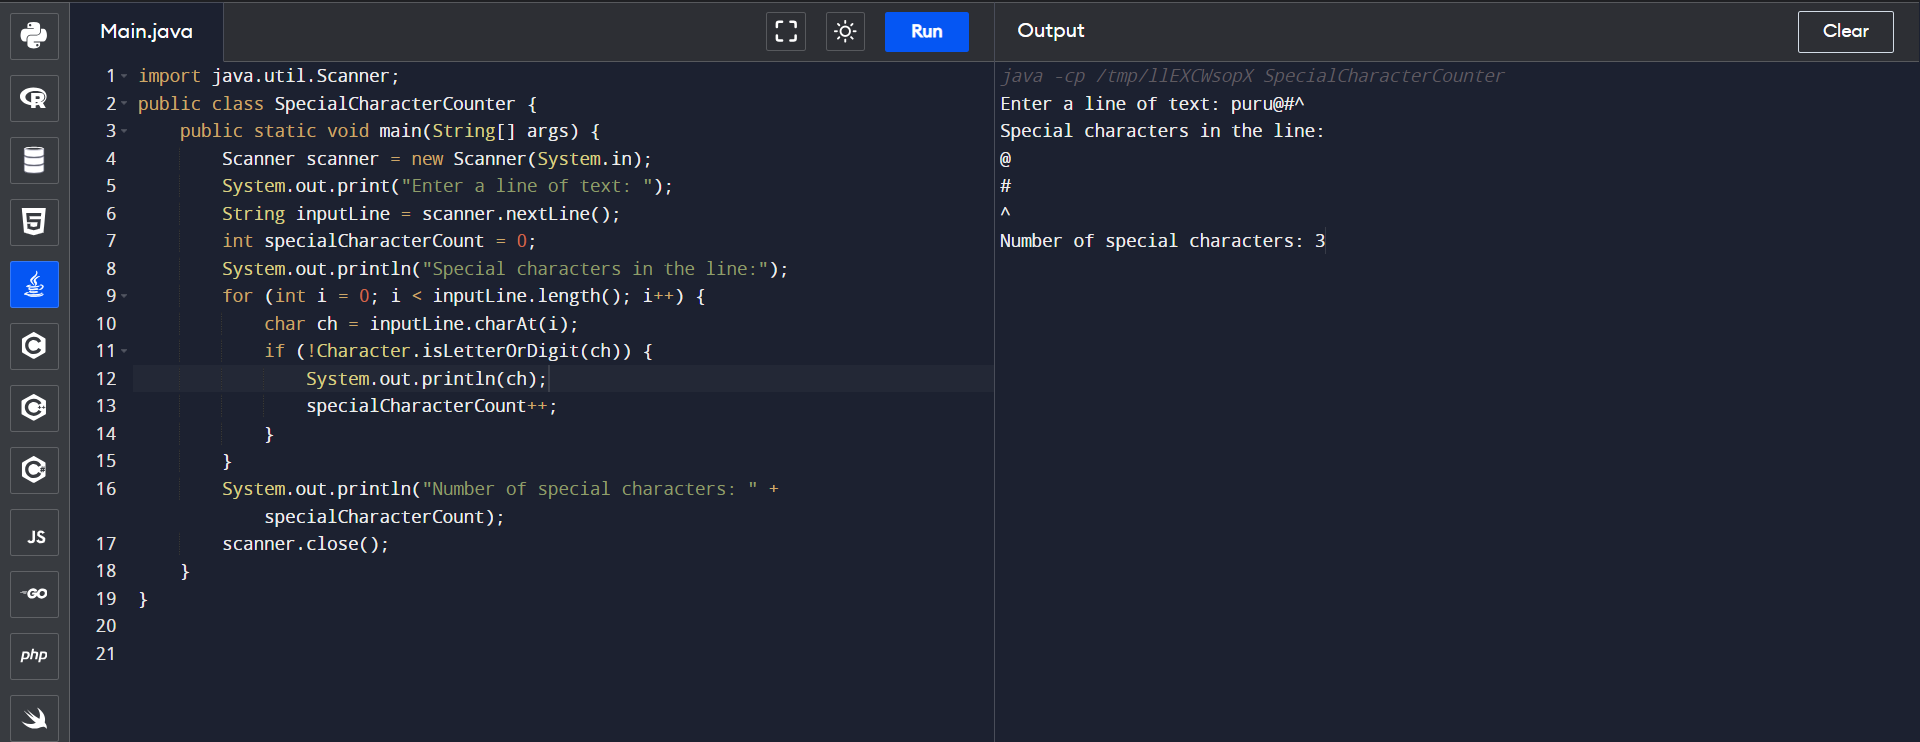 Main.java
Run
Output
Clear
1 import java.util.Scanner;
2 public class SpecialCharacterCounter {
3     public static void main(String[] args) {
4         Scanner scanner = new Scanner(System.in);
5         System.out.print("Enter a line of text: ");
6         String inputLine = scanner.nextLine();
7         int specialCharacterCount = 0;
8         System.out.println("Special characters in the line:");
9         for (int i = 0; i < inputLine.length(); i++) {
10             char ch = inputLine.charAt(i);
11             if (!Character.isLetterOrDigit(ch)) {
12                 System.out.println(ch);
13                 specialCharacterCount++;
14             }
15         }
16         System.out.println("Number of special characters: " +
            specialCharacterCount);
17         scanner.close();
18     }
19 }
20
21
java -cp /tmp/llEXCWsopX SpecialCharacterCounter
Enter a line of text: puru@#^
Special characters in the line:
@
#
^
Number of special characters: 3
R
5
C
C++
C#
JS
GO
php